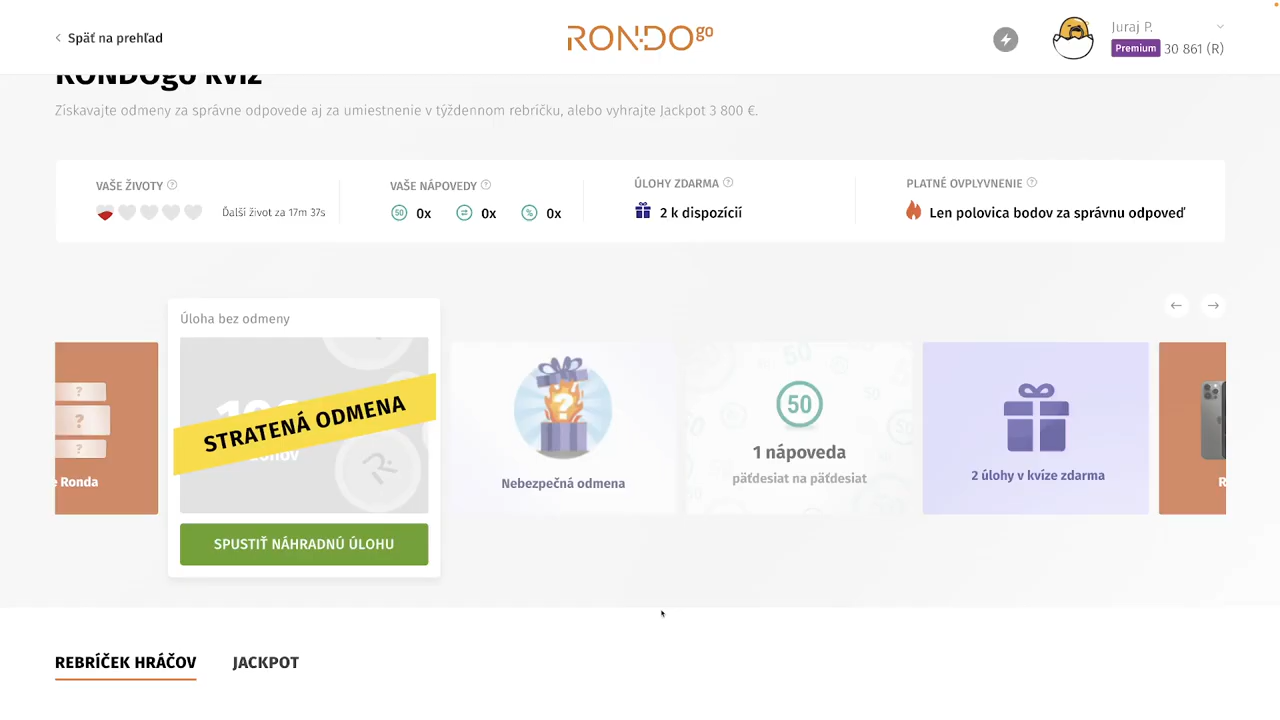 Späť na prehľad
RONDO go
Juraj P.
Premium 30 861 (R)
RONDOgo kvíz
Získavajte odmeny za správne odpovede aj za umiestnenie v týždennom rebríčku, alebo vyhrajte Jackpot 3 800 €.
VAŠE ŽIVOTY ?
Ďalší život za 17m 37s
VAŠE NÁPOVEDY ?
50 0x 0x % 0x
ÚLOHY ZDARMA ?
2 k dispozícií
PLATNÉ OVPLYVNENIE ?
Len polovica bodov za správnu odpoveď
?
?
?
e Ronda
Úloha bez odmeny
STRATENÁ ODMENA
SPUSTIŤ NÁHRADNÚ ÚLOHU
?
Nebezpečná odmena
50
1 nápoveda
päťdesiat na päťdesiat
2 úlohy v kvíze zdarma
R
REBRÍČEK HRÁČOV
JACKPOT